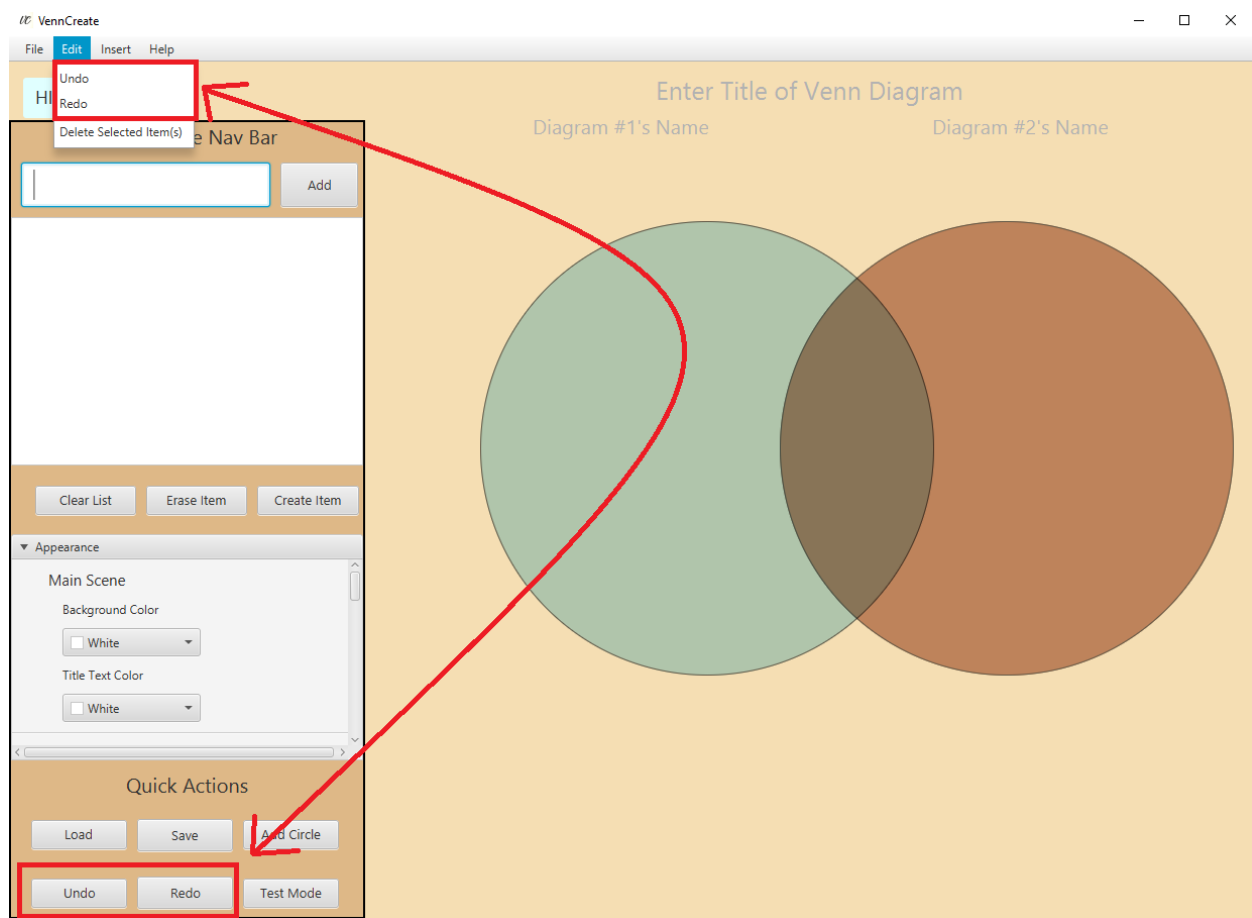 VennCreate
File Edit Insert Help
Undo
Redo
Delete Selected Item(s)
HI
Enter Title of Venn Diagram
Diagram #1's Name Diagram #2's Name
e Nav Bar
Add
Clear List Erase Item Create Item
Appearance
Main Scene
Background Color
White
Title Text Color
White
Quick Actions
Load Save Add Circle
Undo Redo Test Mode